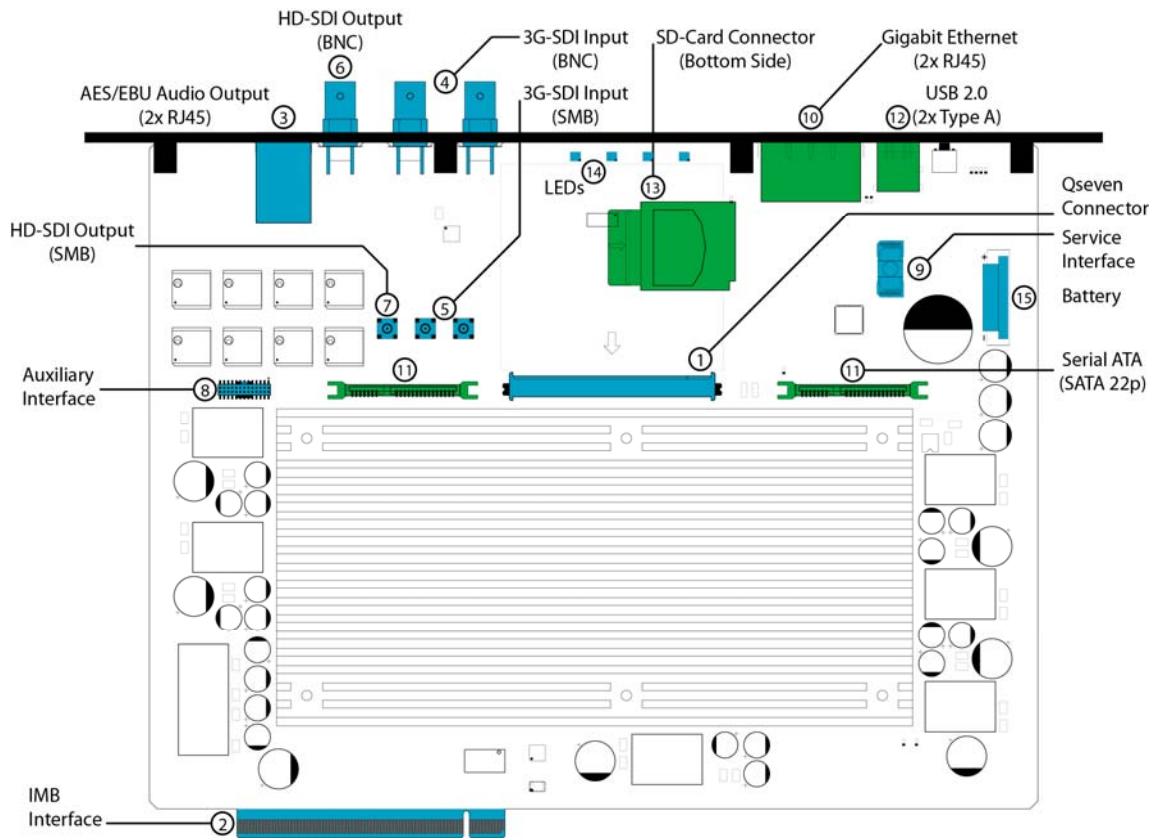 HD-SDI Output
(BNC)
6
3G-SDI Input
(BNC)
4
SD-Card Connector
(Bottom Side)
Gigabit Ethernet
(2x RJ45)
AES/EBU Audio Output
(2x RJ45)
3
3G-SDI Input
(SMB)
10
USB 2.0
(2x Type A)
12
14
LEDs
13
Qseven
Connector
HD-SDI Output
(SMB)
Service
Interface
9
7
5
15
Battery
1
Auxiliary
Interface
8
11
11
Serial ATA
(SATA 22p)
IMB
Interface
2